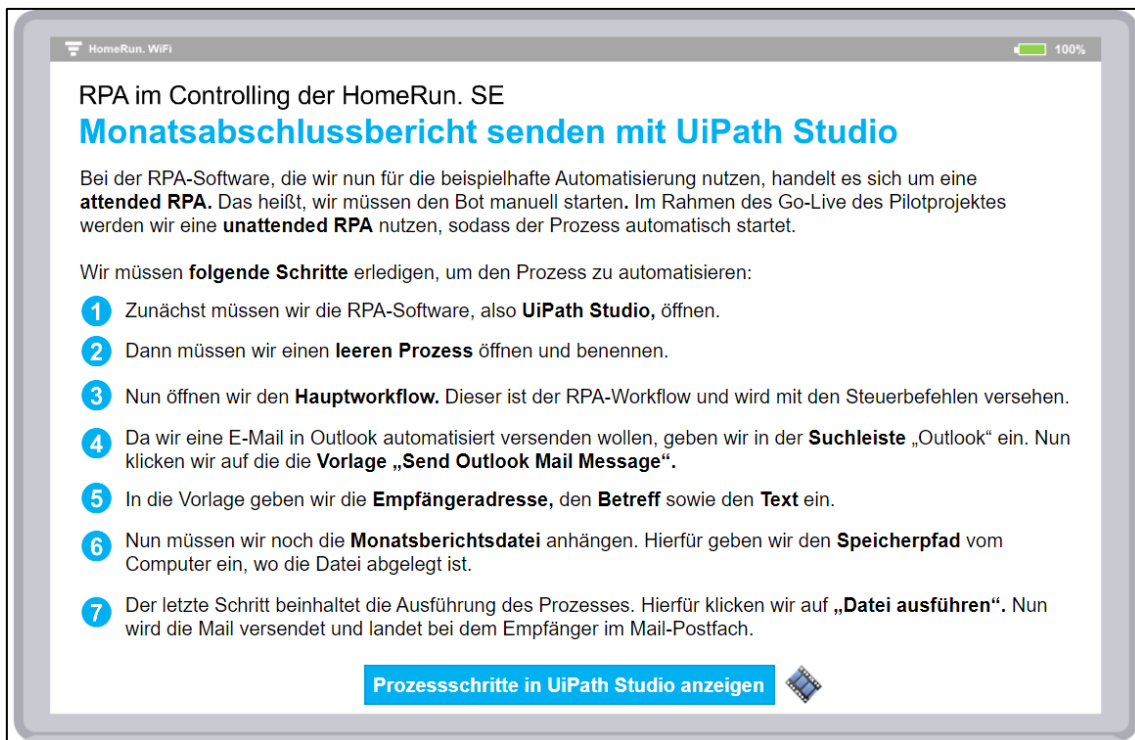 HomeRun. WiFi
100%
RPA im Controlling der HomeRun. SE
Monatsabschlussbericht senden mit UiPath Studio
Bei der RPA-Software, die wir nun für die beispielhafte Automatisierung nutzen, handelt es sich um eine
attended RPA. Das heißt, wir müssen den Bot manuell starten. Im Rahmen des Go-Live des Pilotprojektes
werden wir eine unattended RPA nutzen, sodass der Prozess automatisch startet.
Wir müssen folgende Schritte erledigen, um den Prozess zu automatisieren:
1 Zunächst müssen wir die RPA-Software, also UiPath Studio, öffnen.
2 Dann müssen wir einen leeren Prozess öffnen und benennen.
3 Nun öffnen wir den Hauptworkflow. Dieser ist der RPA-Workflow und wird mit den Steuerbefehlen versehen.
4 Da wir eine E-Mail in Outlook automatisiert versenden wollen, geben wir in der Suchleiste „Outlook“ ein. Nun
klicken wir auf die die Vorlage „Send Outlook Mail Message“.
5 In die Vorlage geben wir die Empfängeradresse, den Betreff sowie den Text ein.
6 Nun müssen wir noch die Monatsberichtsdatei anhängen. Hierfür geben wir den Speicherpfad vom
Computer ein, wo die Datei abgelegt ist.
7 Der letzte Schritt beinhaltet die Ausführung des Prozesses. Hierfür klicken wir auf „Datei ausführen“. Nun
wird die Mail versendet und landet bei dem Empfänger im Mail-Postfach.
Prozessschritte in UiPath Studio anzeigen